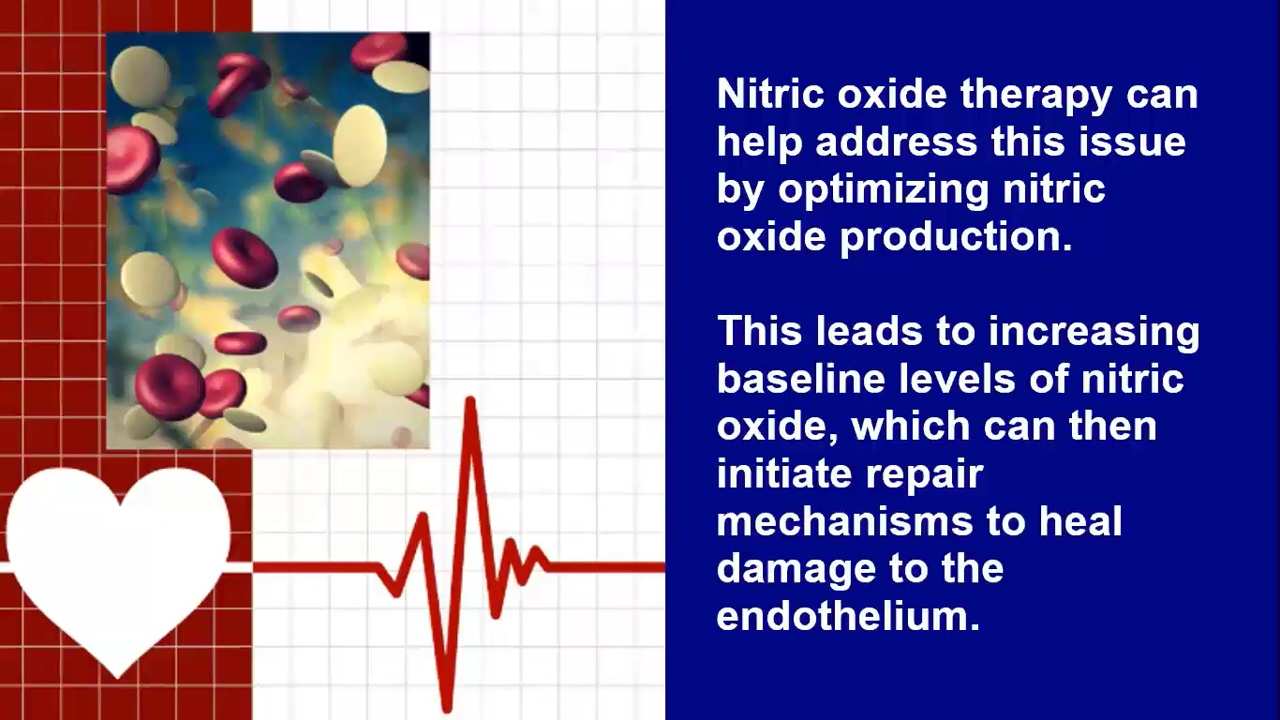 Nitric oxide therapy can
help address this issue
by optimizing nitric
oxide production.
This leads to increasing
baseline levels of nitric
oxide, which can then
initiate repair
mechanisms to heal
damage to the
endothelium.